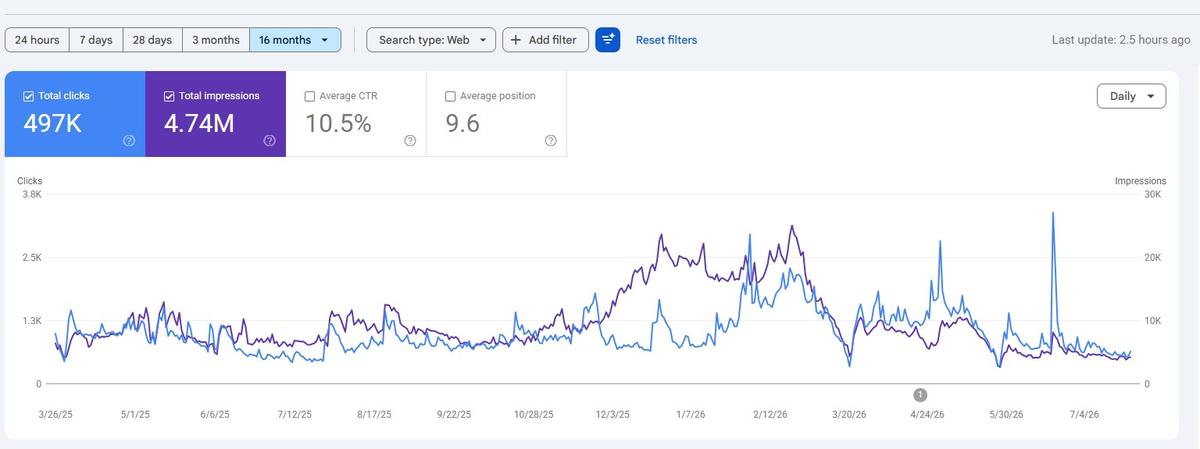 24 hours 7 days 28 days 3 months 16 months Search type: Web + Add filter Reset filters Last update: 2.5 hours ago
Total clicks Total impressions Average CTR Average position Daily
497K 4.74M 10.5% 9.6
Clicks Impressions
3.8K 30K
2.5K 20K
1.3K 10K
0 0
1
3/26/25 5/1/25 6/6/25 7/12/25 8/17/25 9/22/25 10/28/25 12/3/25 1/7/26 2/12/26 3/20/26 4/24/26 5/30/26 7/4/26